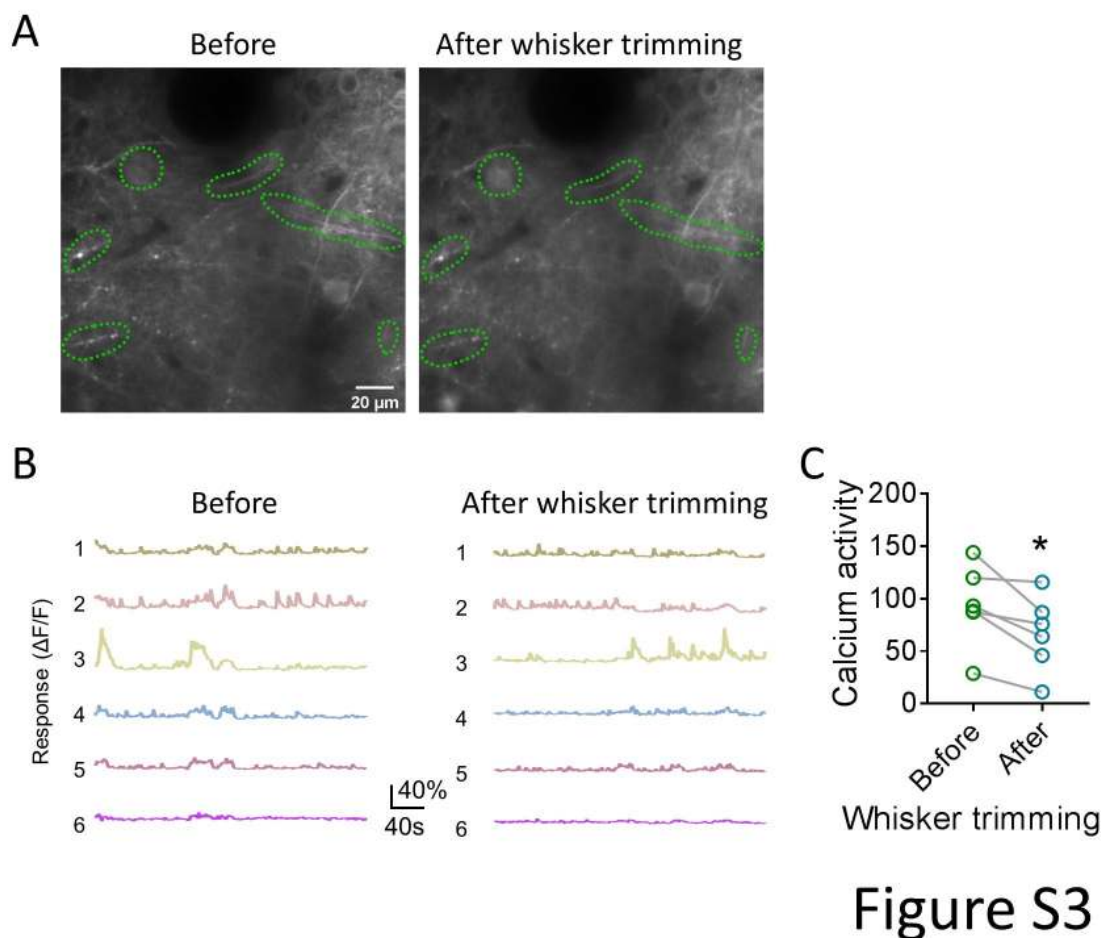 A
Before
After whisker trimming
20 µm
B
Before
After whisker trimming
Response (ΔF/F)
1
2
3
4
5
6
40%
40s
1
2
3
4
5
6
C
Calcium activity
200
150
100
50
0
*
Before
After
Whisker trimming
Figure S3